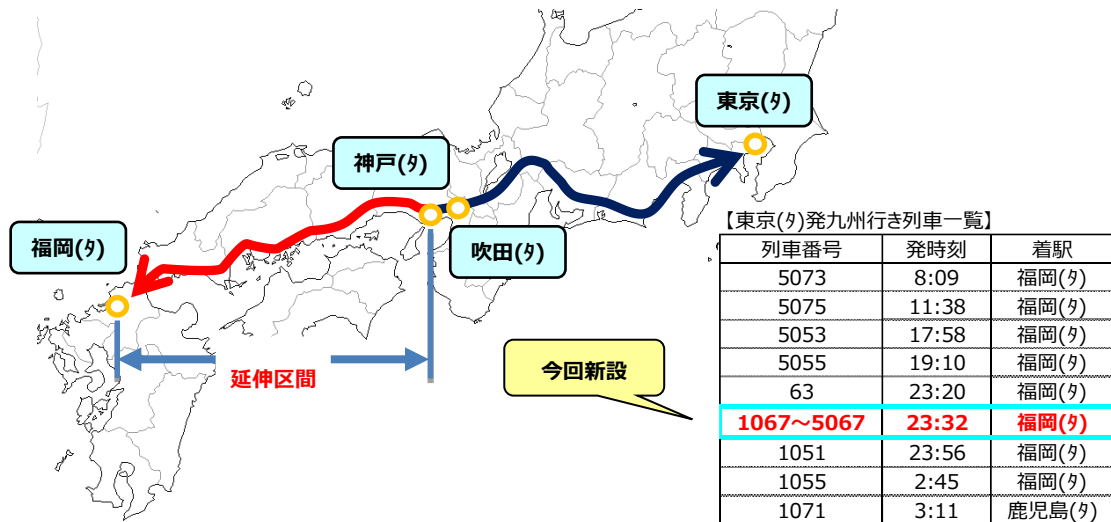 東京(ﾀ)
神戸(ﾀ)
福岡(ﾀ)
吹田(ﾀ)
延伸区間
今回新設
【東京(ﾀ)発九州行き列車一覧】
列車番号 発時刻 着駅
5073 8:09 福岡(ﾀ)
5075 11:38 福岡(ﾀ)
5053 17:58 福岡(ﾀ)
5055 19:10 福岡(ﾀ)
63 23:20 福岡(ﾀ)
1067～5067 23:32 福岡(ﾀ)
1051 23:56 福岡(ﾀ)
1055 2:45 福岡(ﾀ)
1071 3:11 鹿児島(ﾀ)